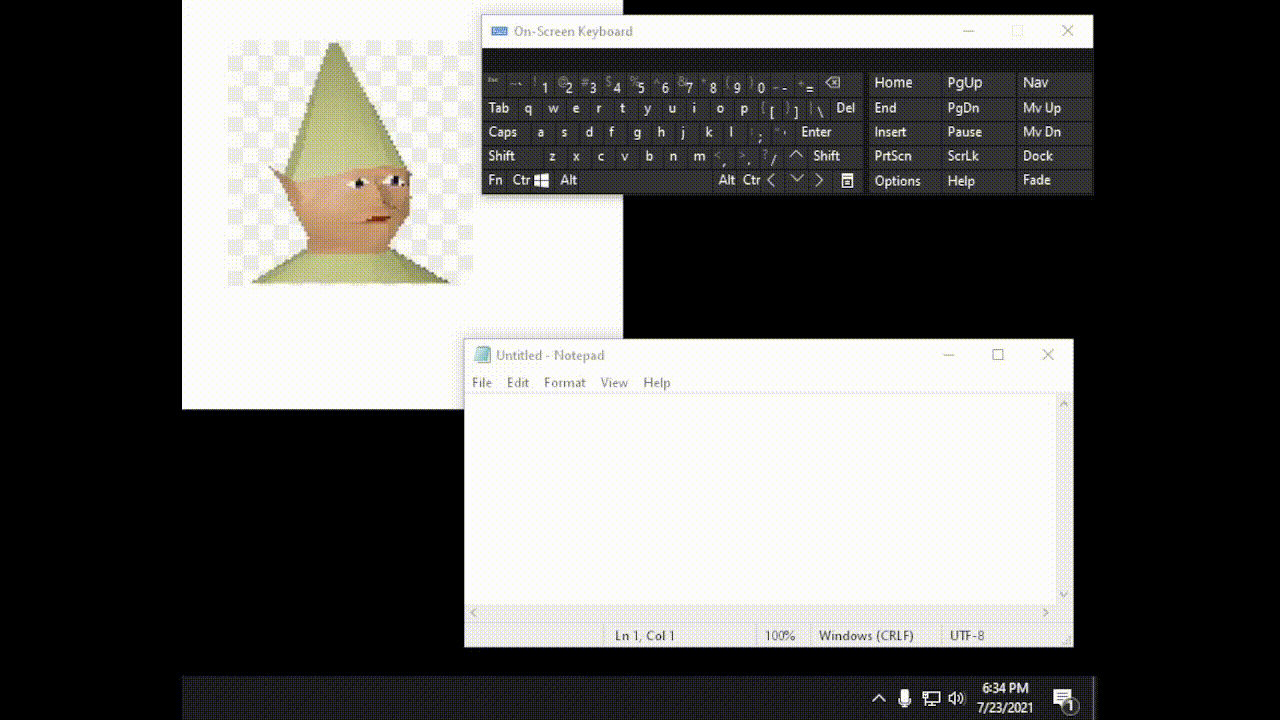 On-Screen Keyboard
Esc ~ ` ! 1 @ 2 # 3 $ 4 % 5 ^ 6 & 7 * 8 ( 9 ) 0 _ - + = Home PgUp Nav
Tab q w e r t y u i o p { [ } ] | \ Del End PgDn Mv Up
Caps a s d f g h j k l : ; " ' Enter Insert Pause Mv Dn
Shift z x c v b n m < , > . ? / Shift PrtScn ScrLk Dock
Fn Ctr Alt Alt Ctr Options Help Fade
Untitled - Notepad
File Edit Format View Help
Ln 1, Col 1 100% Windows (CRLF) UTF-8
6:34 PM
7/23/2021
1